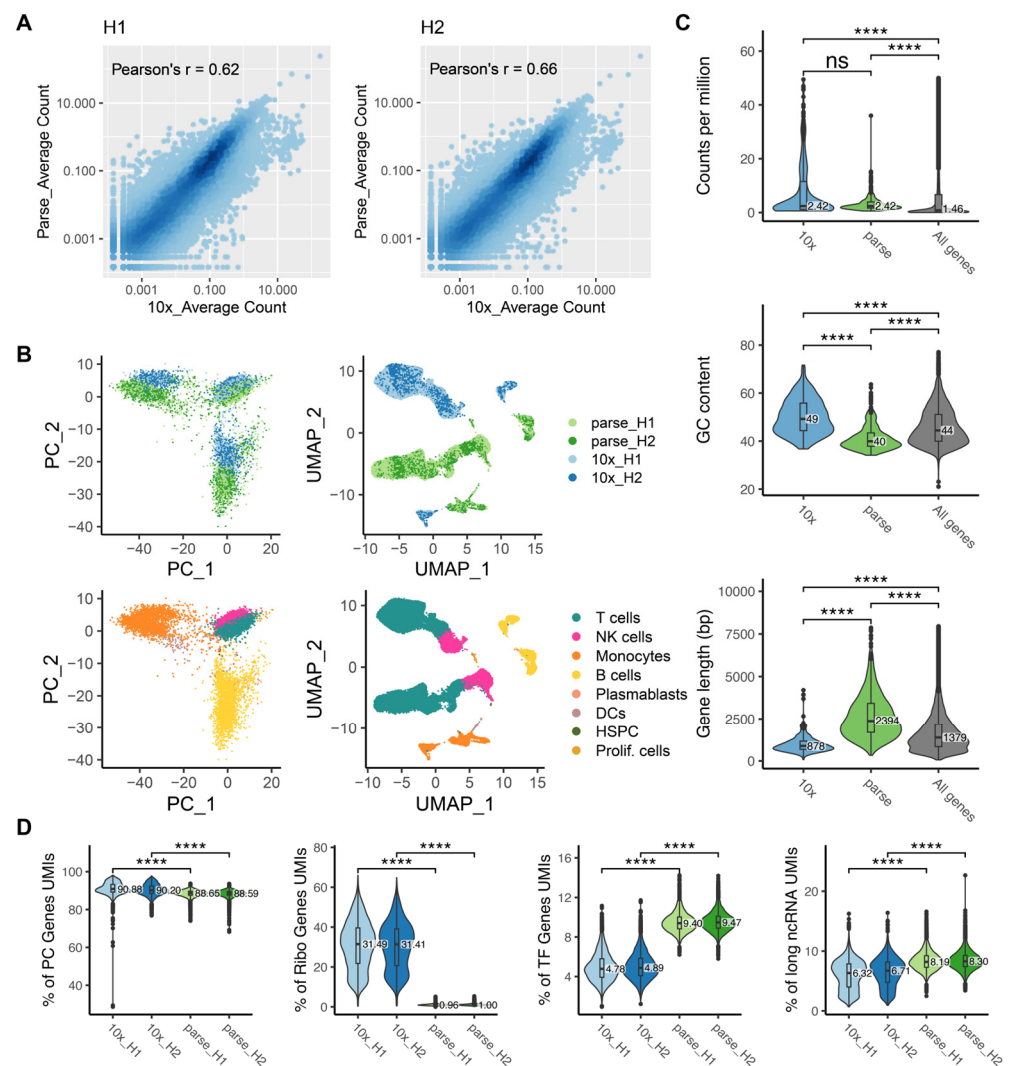 A
H1
H2
Pearson's r = 0.62
Pearson's r = 0.66
Parse_Average Count
10.000
0.100
0.001
0.001
0.100
10.000
10x_Average Count
Parse_Average Count
10.000
0.100
0.001
0.001
0.100
10.000
10x_Average Count
B
PC_2
10
0
−10
−20
−30
−40
−40
−20
0
20
PC_1
UMAP_2
10
0
−10
−10
−5
0
5
10
15
UMAP_1
parse_H1
parse_H2
10x_H1
10x_H2
PC_2
10
0
−10
−20
−30
−40
−40
−20
0
20
PC_1
UMAP_2
10
0
−10
−10
−5
0
5
10
15
UMAP_1
T cells
NK cells
Monocytes
B cells
Plasmablasts
DCs
HSPC
Prolif. cells
C
Counts per million
60
40
20
0
****
****
ns
2.42
2.42
1.46
10x
parse
All genes
GC content
80
60
40
20
****
****
****
49
40
44
10x
parse
All genes
Gene length (bp)
10000
7500
5000
2500
0
****
****
****
878
2394
1379
10x
parse
All genes
D
% of PC Genes UMIs
100
80
60
40
****
****
90.88
90.20
88.65
88.59
10x_H1
10x_H2
parse_H1
parse_H2
% of Ribo Genes UMIs
80
60
40
20
0
****
****
31.49
31.41
0.96
1.00
10x_H1
10x_H2
parse_H1
parse_H2
% of TF Genes UMIs
16
12
8
4
****
****
4.78
4.89
9.40
9.47
10x_H1
10x_H2
parse_H1
parse_H2
% of long ncRNA UMIs
20
10
0
****
****
6.32
6.71
8.19
8.30
10x_H1
10x_H2
parse_H1
parse_H2